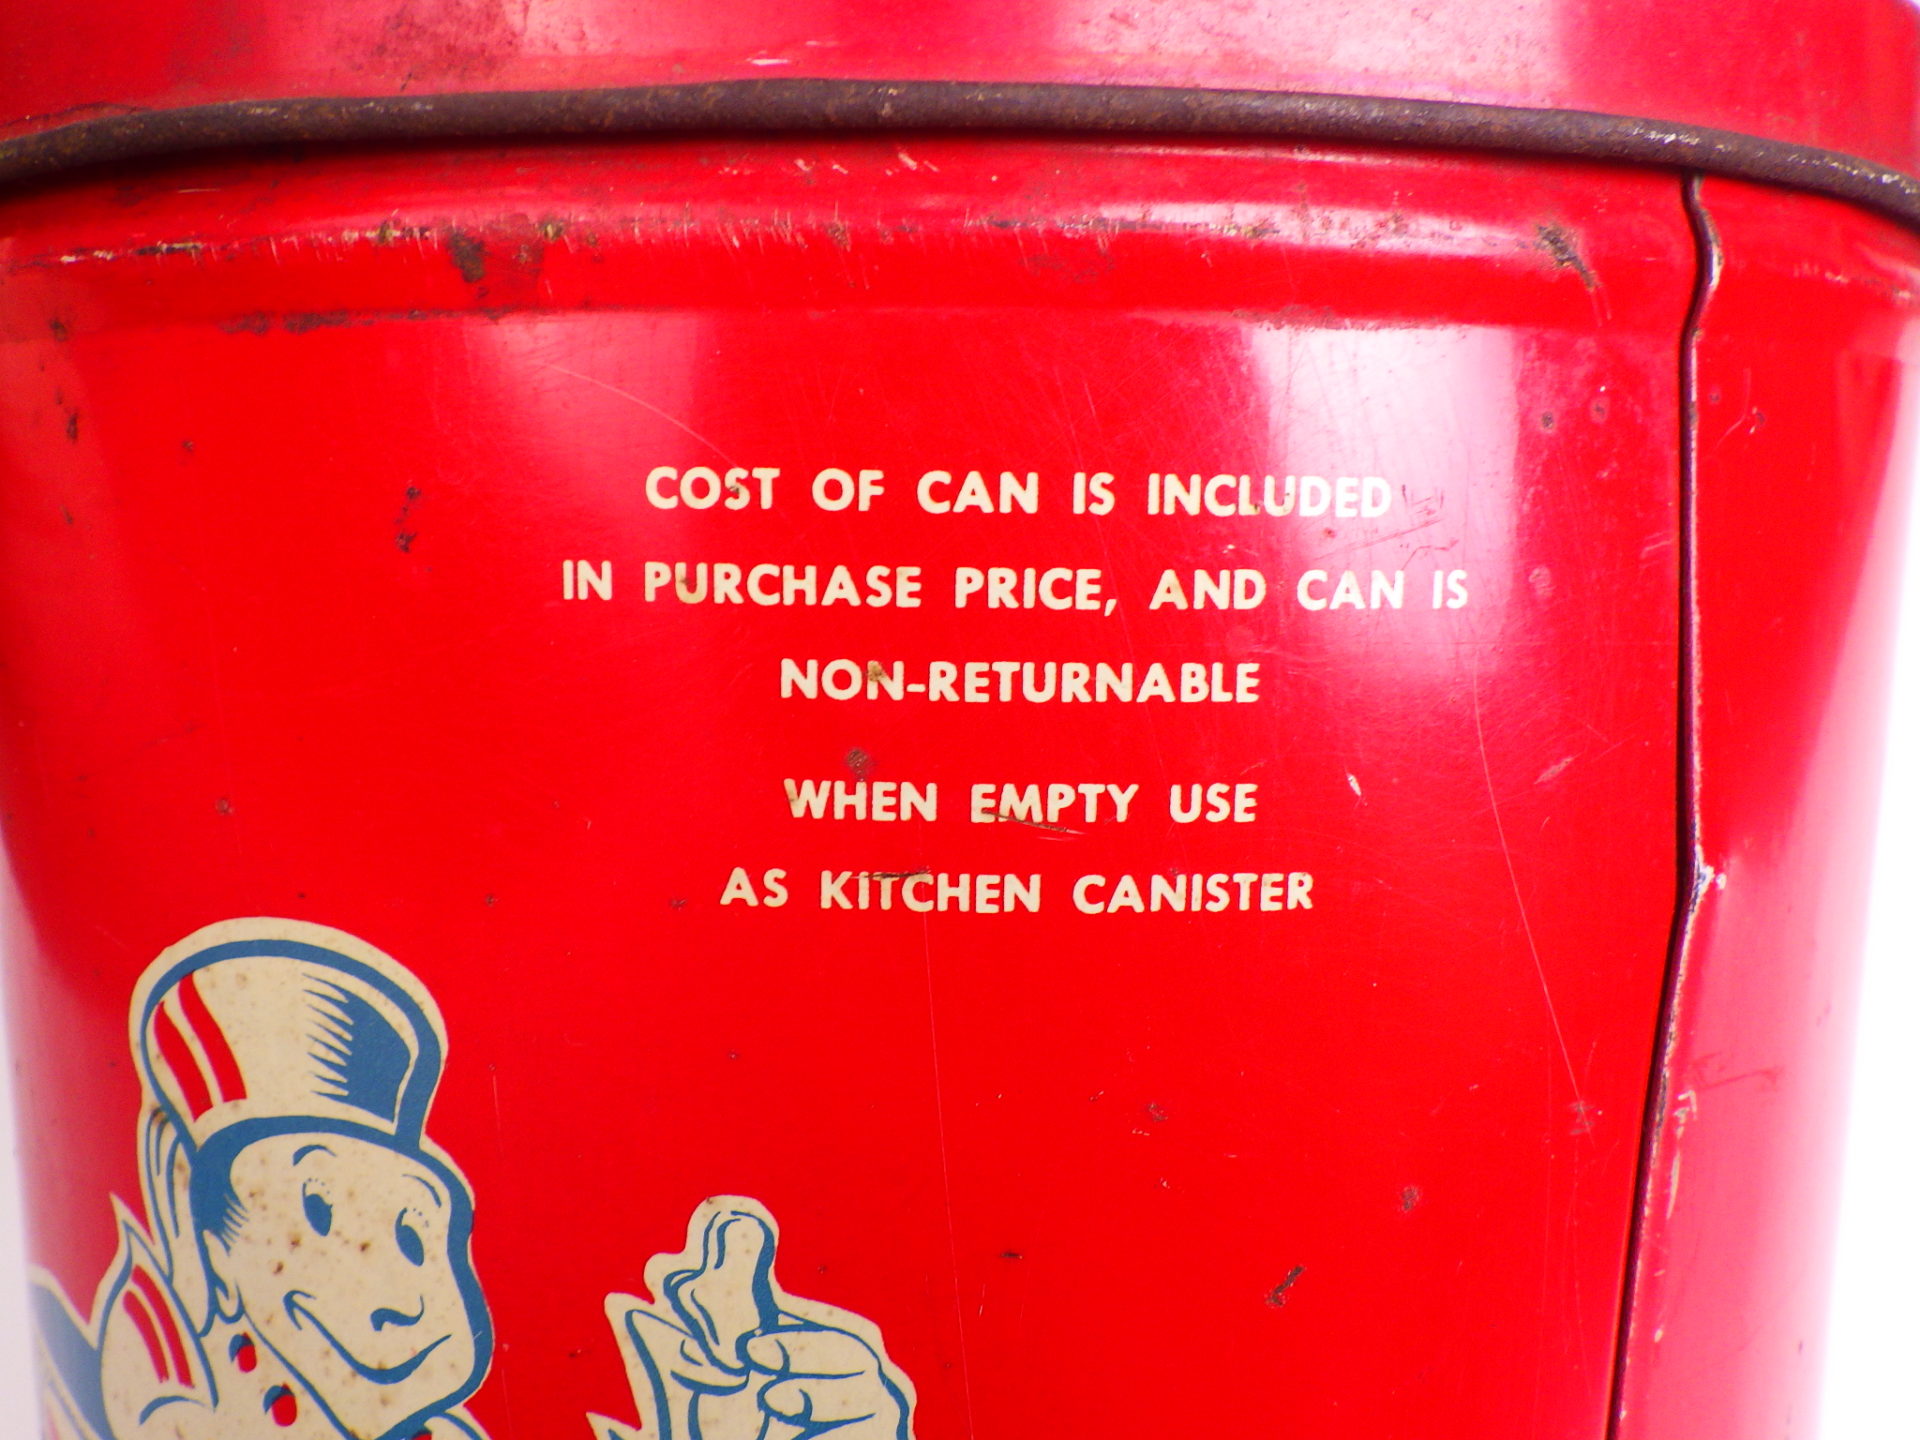 COST OF CAN IS INCLUDED
IN PURCHASE PRICE, AND CAN IS
NON-RETURNABLE
WHEN EMPTY USE
AS KITCHEN CANISTER